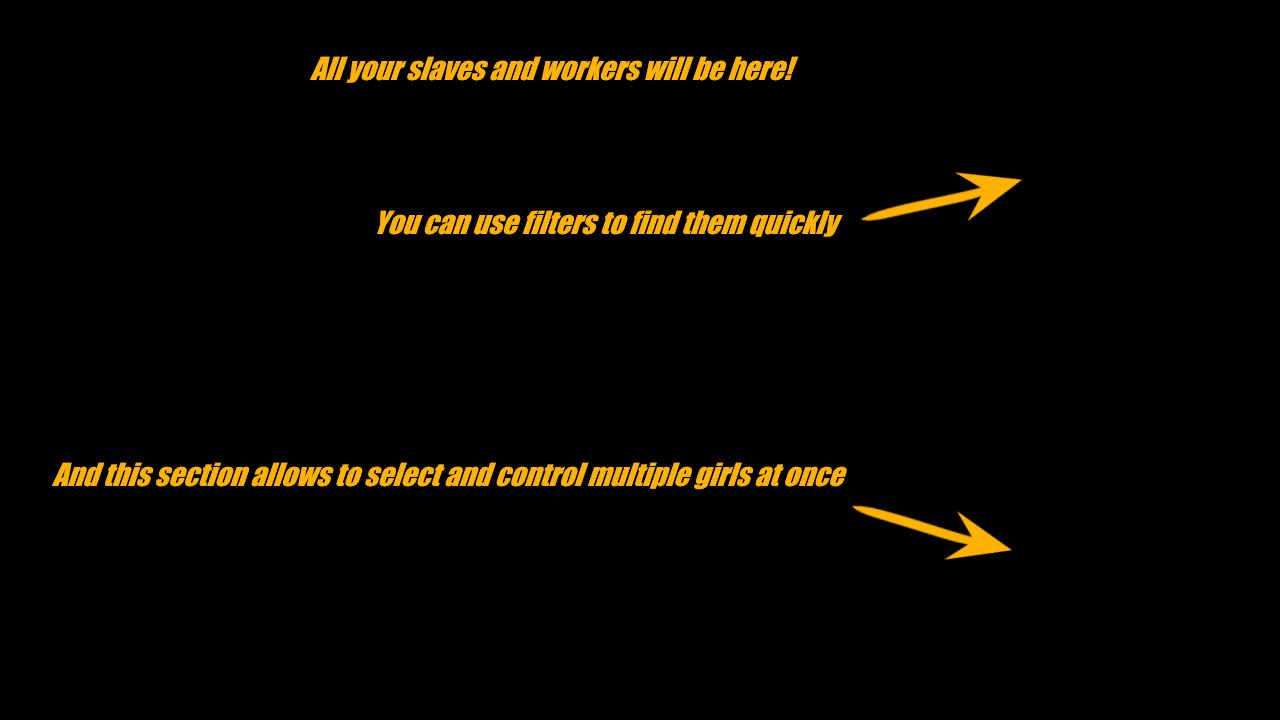 All your slaves and workers will be here!
You can use filters to find them quickly
And this section allows to select and control multiple girls at once